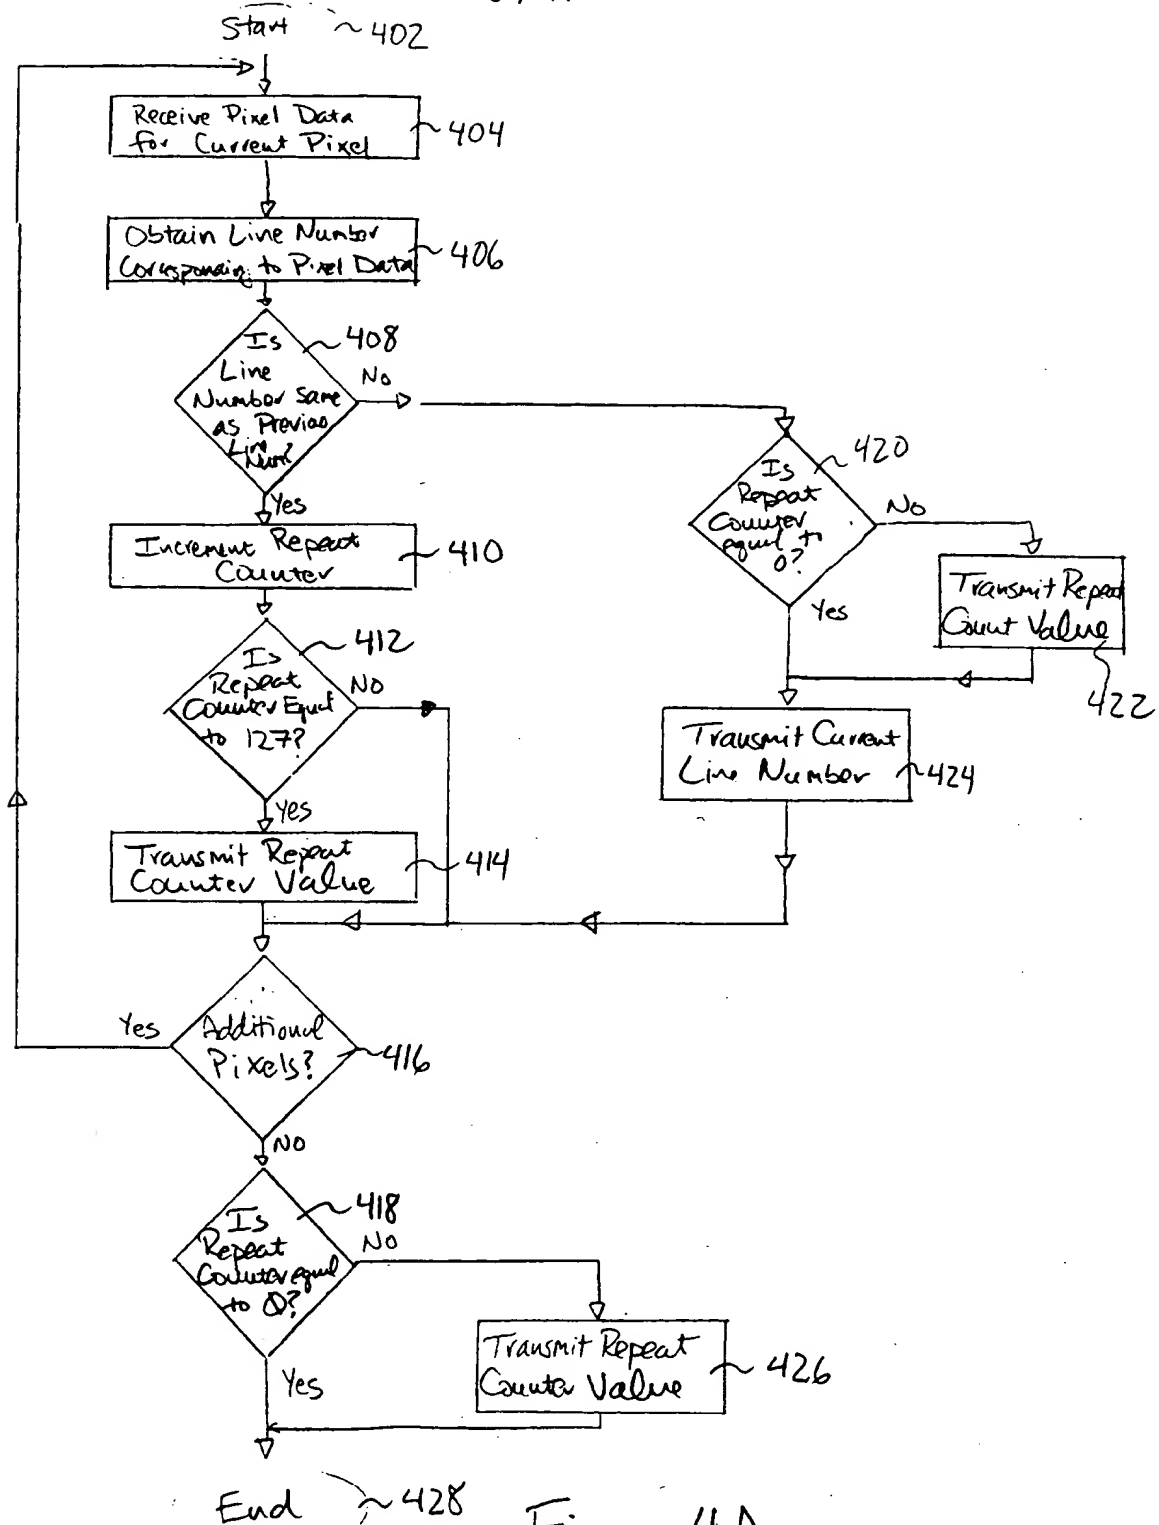 Start 402
Receive Pixel Data
for Current Pixel
404
Obtain Line Number
Corresponding to Pixel Data
406
Is
Line
Number Same
as Previous
Line
Num?
408
No
Yes
Increment Repeat
Counter
410
Is
Repeat
Counter Equal
to 127?
412
No
Yes
Transmit Repeat
Counter Value
414
Is
Repeat
Counter
equal to
0?
420
No
Yes
Transmit Repeat
Count Value
422
Transmit Current
Line Number
424
Additional
Pixels?
416
Yes
No
Is
Repeat
Counter equal
to 0?
418
No
Yes
Transmit Repeat
Counter Value
426
End 428